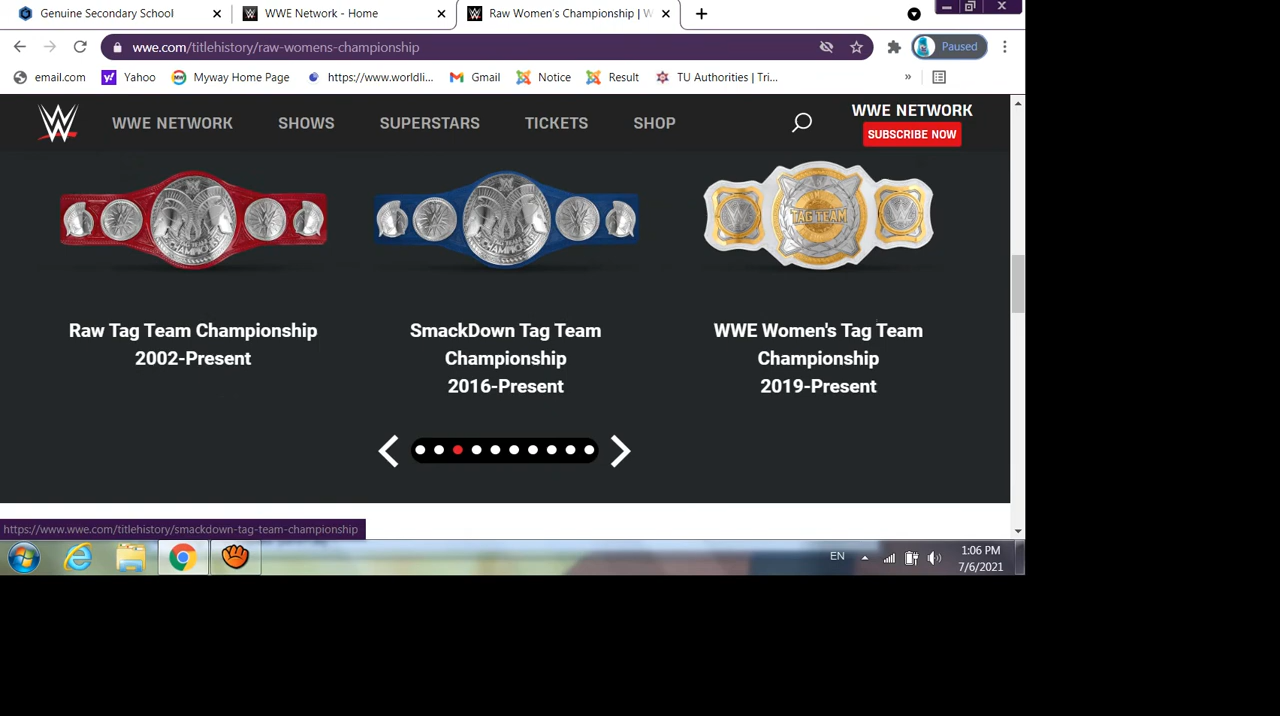 Genuine Secondary School
WWE Network - Home
Raw Women's Championship | W
wwe.com/titlehistory/raw-womens-championship
Paused
email.com
Yahoo
Myway Home Page
https://www.worldli...
Gmail
Notice
Result
TU Authorities | Tri...
»
WWE NETWORK
SHOWS
SUPERSTARS
TICKETS
SHOP
WWE NETWORK
SUBSCRIBE NOW
TAG TEAM
Raw Tag Team Championship
2002-Present
SmackDown Tag Team
Championship
2016-Present
WWE Women's Tag Team
Championship
2019-Present
https://www.wwe.com/titlehistory/smackdown-tag-team-championship
EN
1:06 PM
7/6/2021